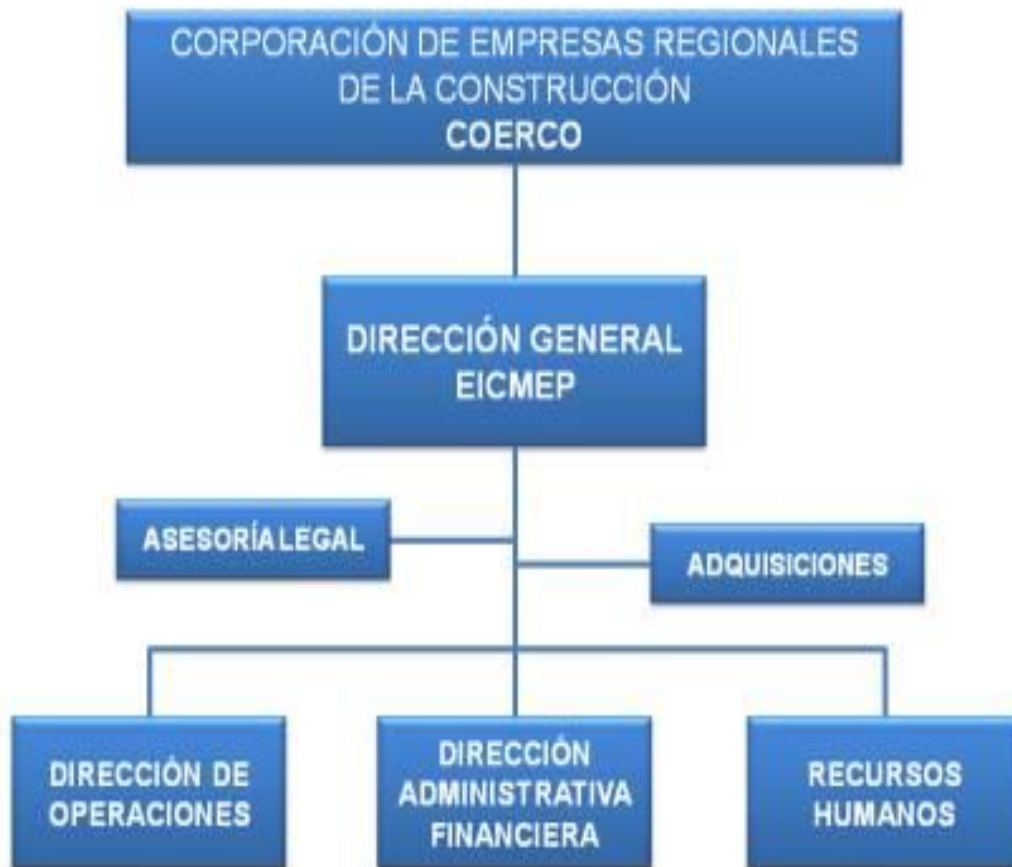 CORPORACIÓN DE EMPRESAS REGIONALES
DE LA CONSTRUCCIÓN
COERCO
DIRECCIÓN GENERAL
EICMEP
ASESORÍA LEGAL
ADQUISICIONES
DIRECCIÓN DE
OPERACIONES
DIRECCIÓN
ADMINISTRATIVA
FINANCIERA
RECURSOS
HUMANOS